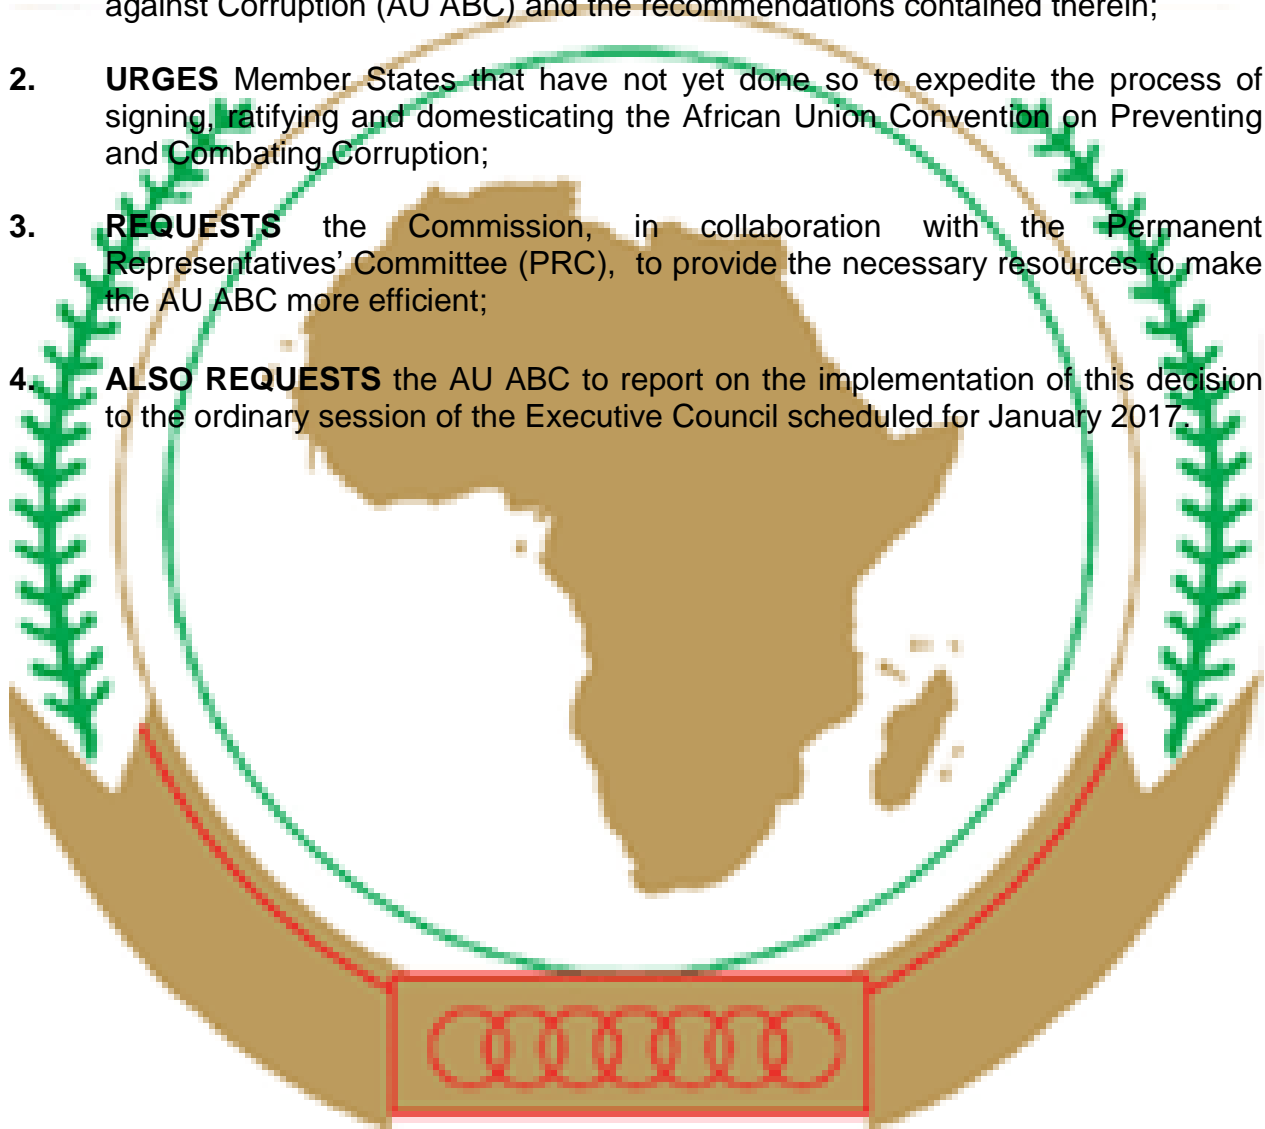 against Corruption (AU ABC) and the recommendations contained therein;
2. URGES Member States that have not yet done so to expedite the process of
signing, ratifying and domesticating the African Union Convention on Preventing
and Combating Corruption;
3. REQUESTS the Commission, in collaboration with the Permanent
Representatives’ Committee (PRC), to provide the necessary resources to make
the AU ABC more efficient;
4. ALSO REQUESTS the AU ABC to report on the implementation of this decision
to the ordinary session of the Executive Council scheduled for January 2017.